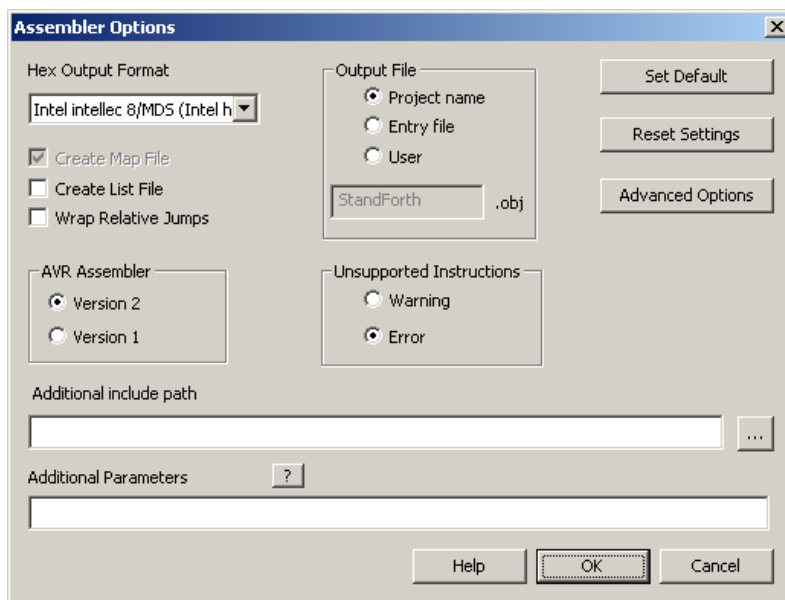 Assembler Options
Hex Output Format
Intel intellec 8/MDS (Intel h
Create Map File
Create List File
Wrap Relative Jumps
Output File
Project name
Entry file
User
StandForth
.obj
Set Default
Reset Settings
Advanced Options
AVR Assembler
Version 2
Version 1
Unsupported Instructions
Warning
Error
Additional include path
...
Additional Parameters
?
Help
OK
Cancel